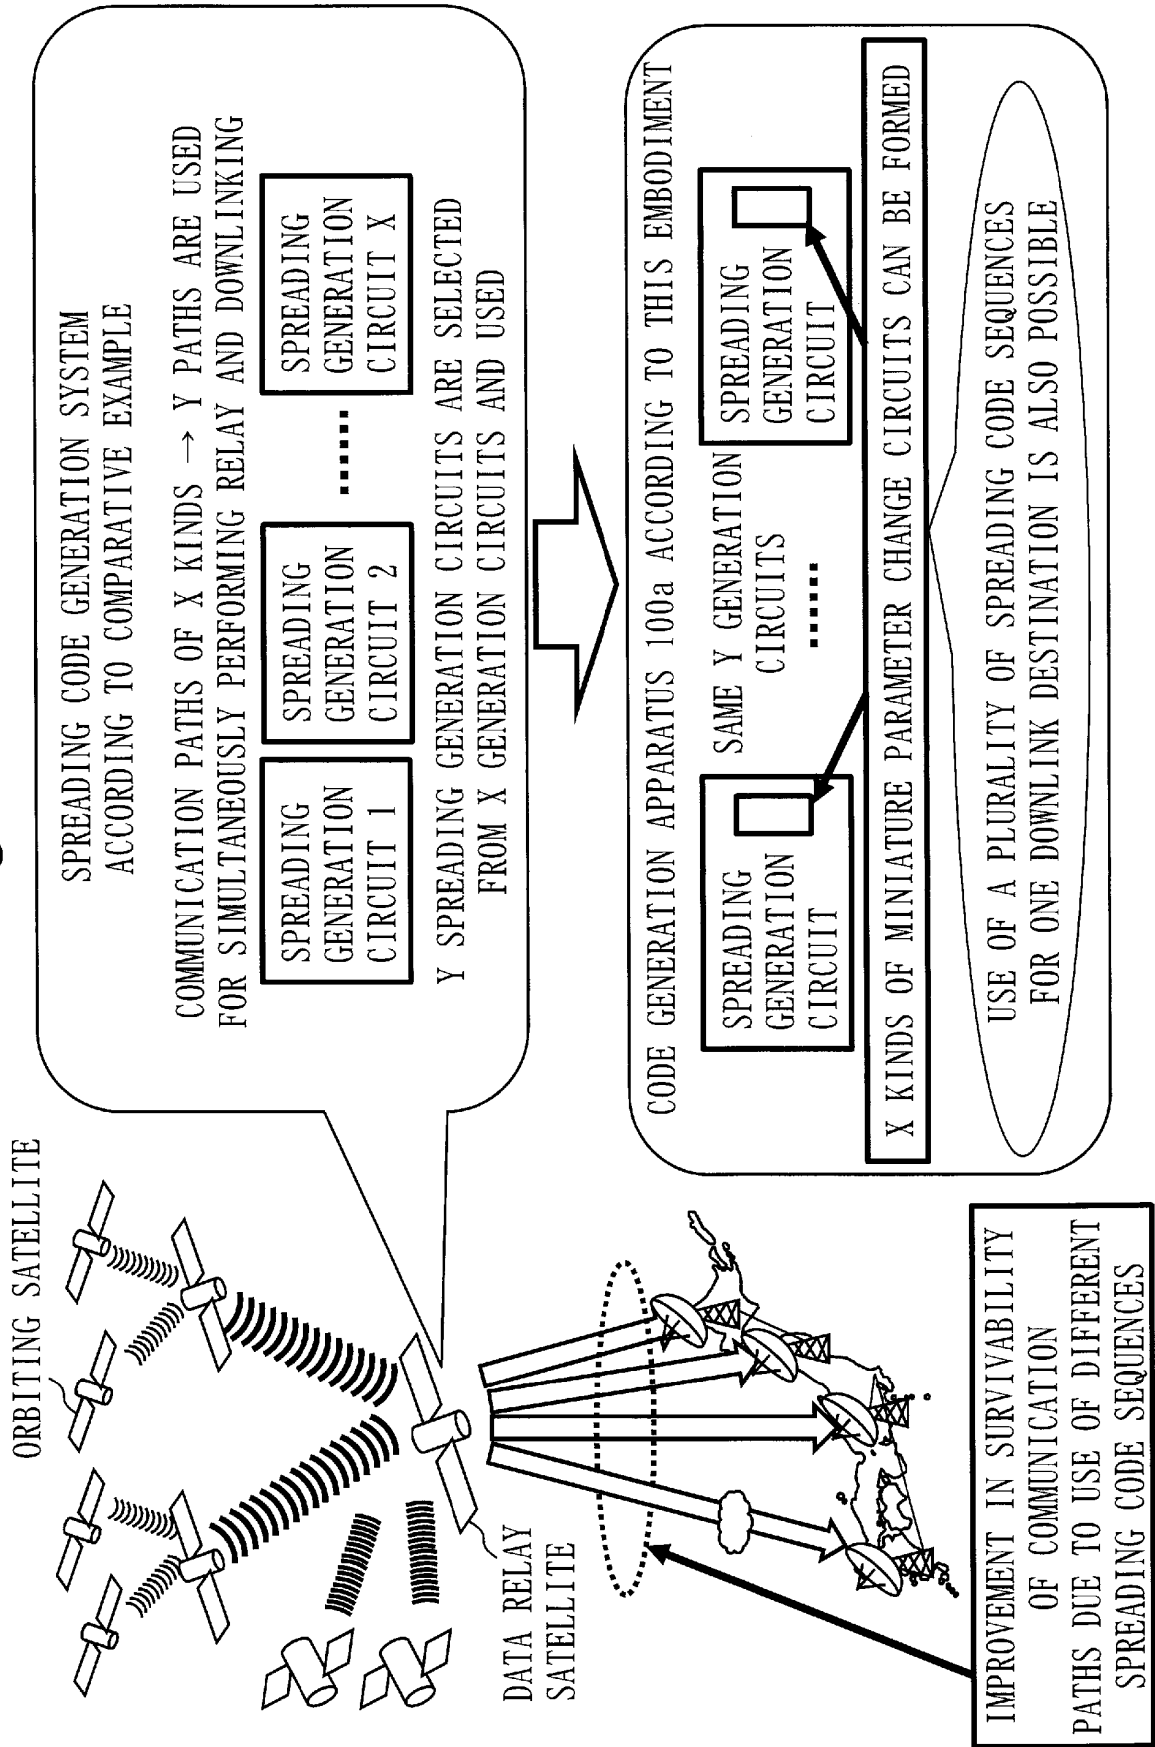 ORBITING SATELLITE
DATA RELAY
SATELLITE
IMPROVEMENT IN SURVIVABILITY
OF COMMUNICATION
PATHS DUE TO USE OF DIFFERENT
SPREADING CODE SEQUENCES
SPREADING CODE GENERATION SYSTEM
ACCORDING TO COMPARATIVE EXAMPLE
COMMUNICATION PATHS OF X KINDS → Y PATHS ARE USED
FOR SIMULTANEOUSLY PERFORMING RELAY AND DOWNLINKING
SPREADING
GENERATION
CIRCUIT 1
SPREADING
GENERATION
CIRCUIT 2
SPREADING
GENERATION
CIRCUIT X
Y SPREADING GENERATION CIRCUITS ARE SELECTED
FROM X GENERATION CIRCUITS AND USED
CODE GENERATION APPARATUS 100a ACCORDING TO THIS EMBODIMENT
SPREADING
GENERATION
CIRCUIT
SAME Y GENERATION
CIRCUITS
SPREADING
GENERATION
CIRCUIT
X KINDS OF MINIATURE PARAMETER CHANGE CIRCUITS CAN BE FORMED
USE OF A PLURALITY OF SPREADING CODE SEQUENCES
FOR ONE DOWNLINK DESTINATION IS ALSO POSSIBLE